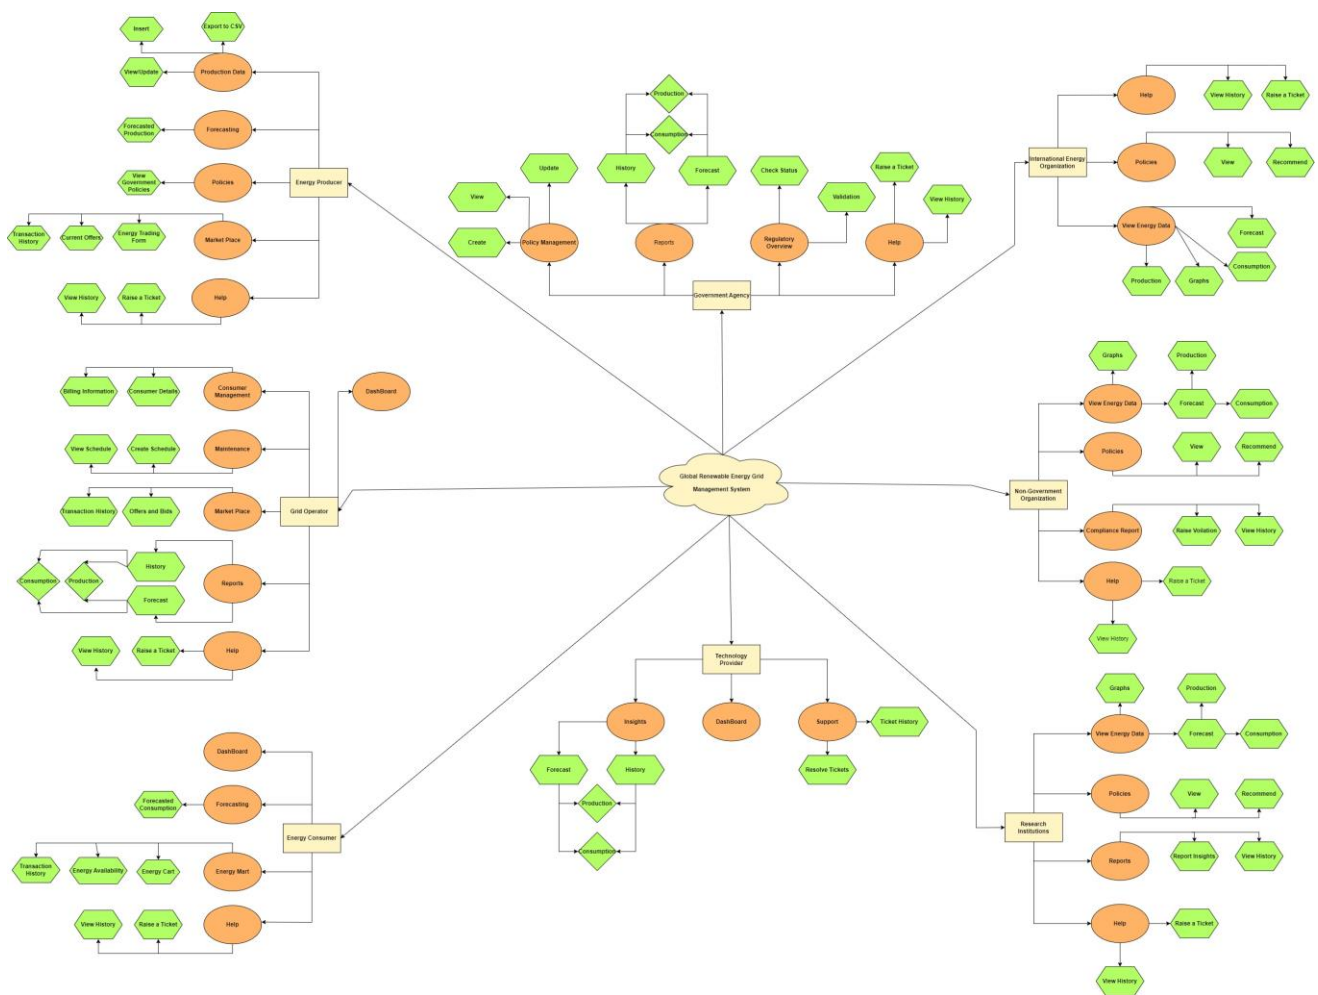 Insert
Export to CSV
View/Update
Production Data
Forecasted
Production
Forecasting
View
Government
Policies
Policies
Energy Producer
Transaction
History
Current Offers
Energy Trading
Form
Market Place
View History
Raise a Ticket
Help
Production
Consumption
History
Forecast
Update
View
Create
Policy Management
Reports
Check Status
Validation
Regulatory
Overview
Raise a Ticket
View History
Help
Government Agency
Help
View History
Raise a Ticket
International Energy
Organization
Policies
View
Recommend
View Energy Data
Forecast
Consumption
Production
Graphs
Billing Information
Consumer Details
Consumer
Management
DashBoard
View Schedule
Create Schedule
Maintenance
Transaction History
Offers and Bids
Market Place
Grid Operator
Consumption
Production
History
Forecast
Reports
View History
Raise a Ticket
Help
Global Renewable Energy Grid
Management System
Graphs
Production
View Energy Data
Forecast
Consumption
Policies
View
Recommend
Non-Government
Organization
Compliance Report
Raise Voilation
View History
Help
Raise a Ticket
View History
Technology
Provider
Insights
DashBoard
Support
Ticket History
Resolve Tickets
Forecast
History
Production
Consumption
DashBoard
Forecasted
Consumption
Forecasting
Energy Consumer
Transaction
History
Energy Availability
Energy Cart
Energy Mart
View History
Raise a Ticket
Help
Graphs
Production
View Energy Data
Forecast
Consumption
Policies
View
Recommend
Research
Institutions
Reports
Report Insights
View History
Help
Raise a Ticket
View History